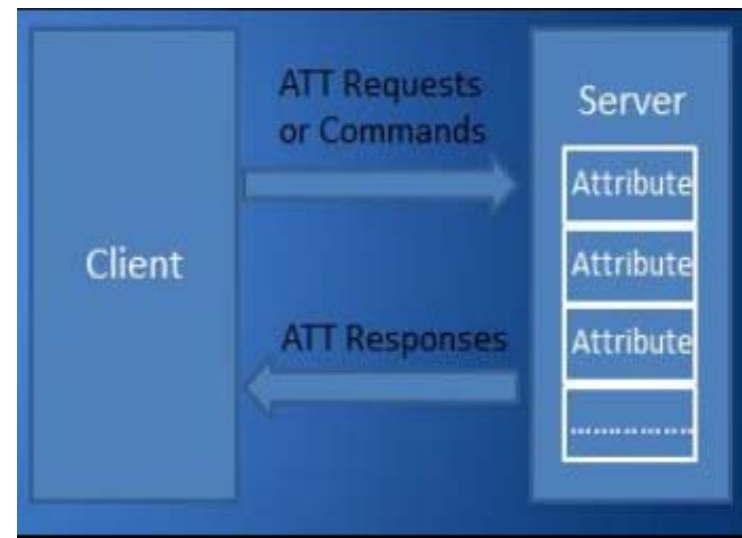 ATT Requests
or Commands
Server
Attribute
Client
Attribute
ATT Responses
Attribute
...............